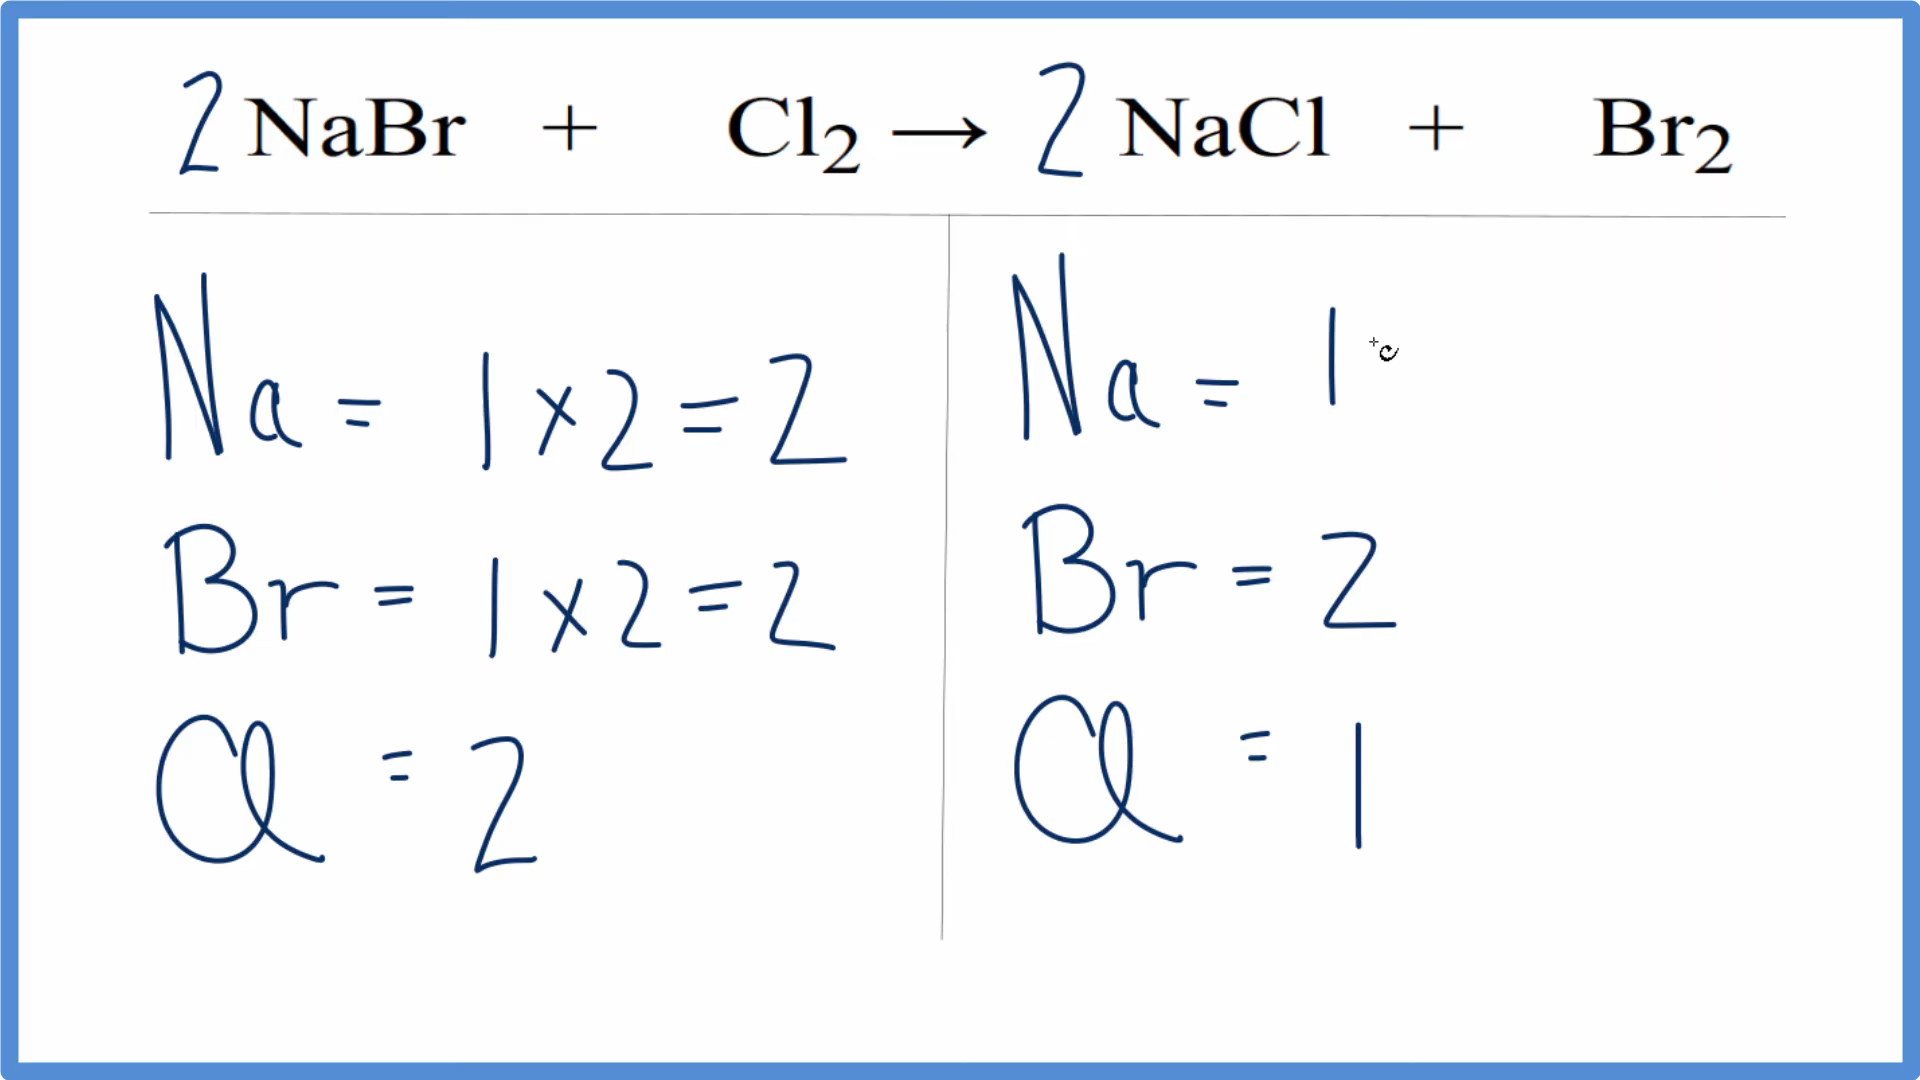 2 NaBr + Cl₂ → 2 NaCl + Br₂
Na = 1 x 2 = 2
Br = 1 x 2 = 2
Cl = 2
Na = 1
Br = 2
Cl = 1